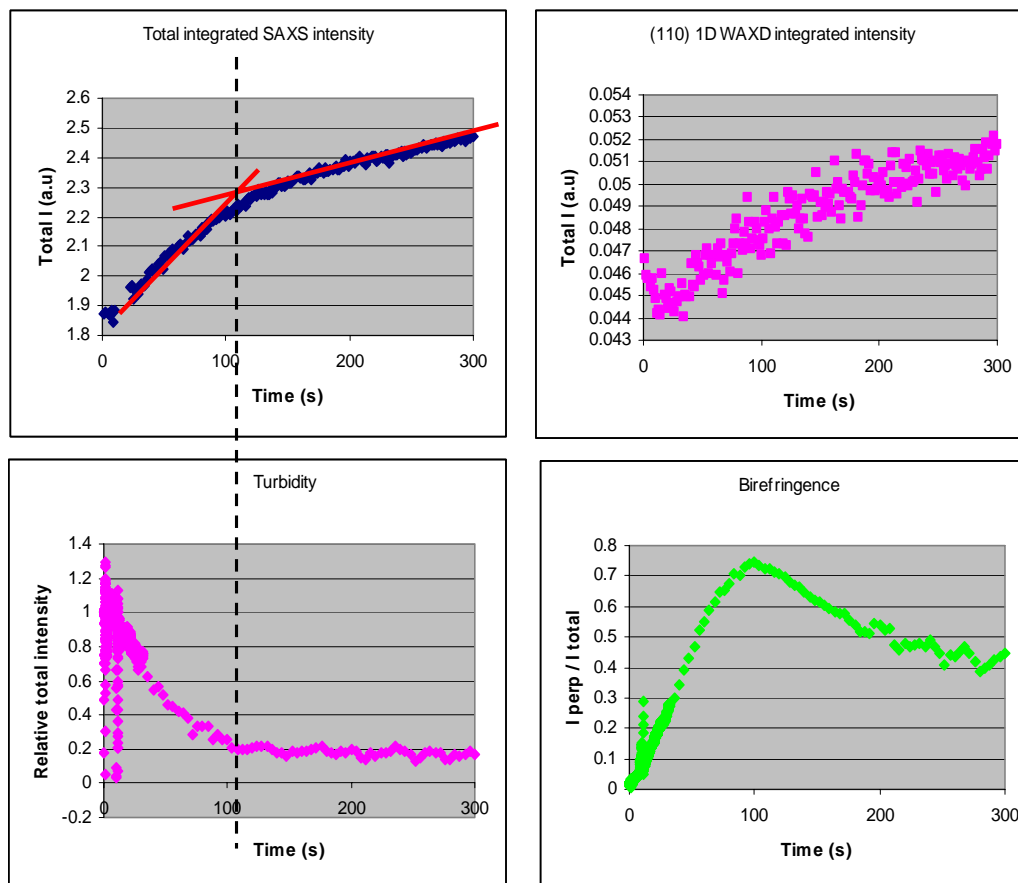 Total integrated SAXS intensity
2.6
2.5
2.4
2.3
2.2
2.1
2
1.9
1.8
0 100 200 300
Total I (a.u)
Time (s)
(110) 1D WAXD integrated intensity
0.054
0.053
0.052
0.051
0.05
0.049
0.048
0.047
0.046
0.045
0.044
0.043
0 100 200 300
Total I (a.u)
Time (s)
Turbidity
1.4
1.2
1
0.8
0.6
0.4
0.2
0
-0.2
0 100 200 300
Relative total intensity
Time (s)
Birefringence
0.8
0.7
0.6
0.5
0.4
0.3
0.2
0.1
0
0 100 200 300
I perp / I total
Time (s)